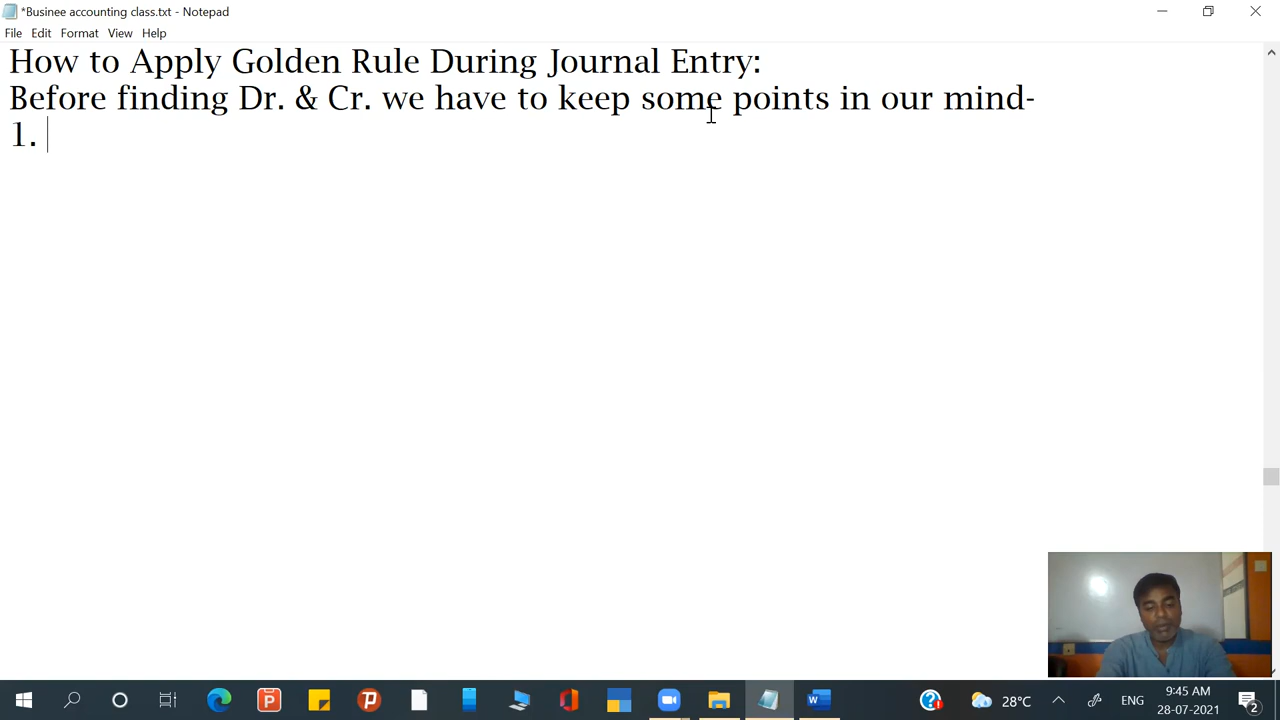 *Businee accounting class.txt - Notepad
File Edit Format View Help
How to Apply Golden Rule During Journal Entry:
Before finding Dr. & Cr. we have to keep some points in our mind-
1.
28°C ENG 9:45 AM
28-07-2021 2